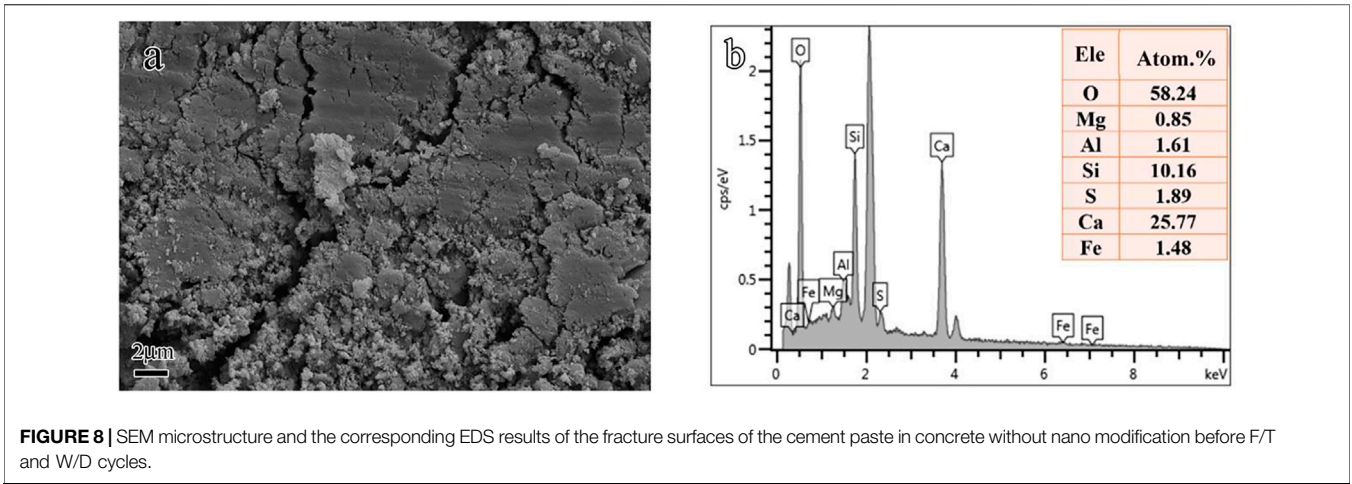 a
2μm
b
cps/eV
2
1.5
1
0.5
0
O
Si
Ca
Al
Fe
Mg
S
Ca
Fe
Fe
0
2
4
6
8
keV
Ele Atom.%
O 58.24
Mg 0.85
Al 1.61
Si 10.16
S 1.89
Ca 25.77
Fe 1.48
FIGURE 8 | SEM microstructure and the corresponding EDS results of the fracture surfaces of the cement paste in concrete without nano modification before F/T
and W/D cycles.